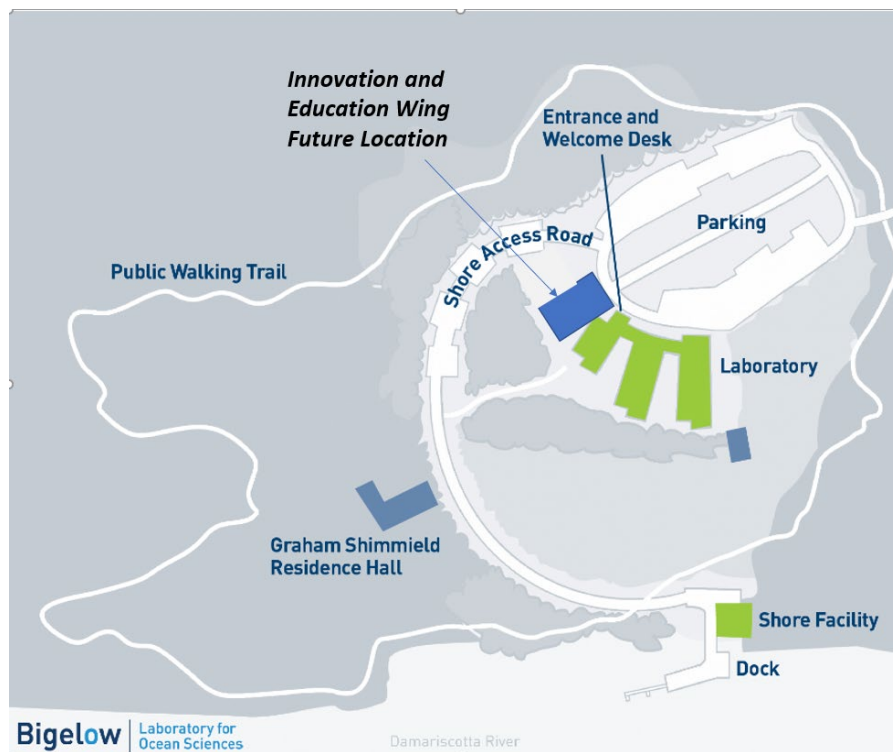 Innovation and
Education Wing
Future Location
Entrance and
Welcome Desk
Parking
Shore Access Road
Public Walking Trail
Laboratory
Graham Shimmield
Residence Hall
Shore Facility
Dock
Bigelow
Laboratory for
Ocean Sciences
Damariscotta River